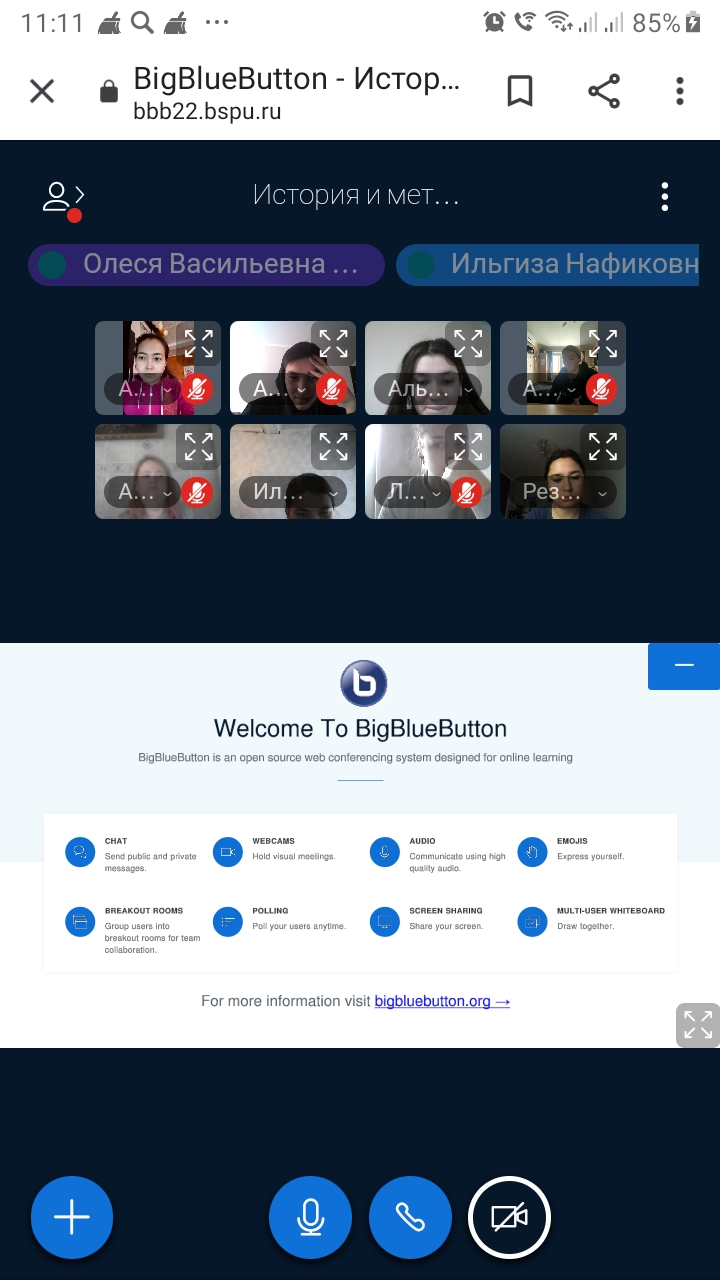 11:11
85%
BigBlueButton - Истор...
bbb22.bspu.ru
История и мет...
Олеся Васильевна ...
Ильгиза Нафиковн
А...
А...
Аль...
А...
А...
Ил...
Л...
Рез...
Welcome To BigBlueButton
BigBlueButton is an open source web conferencing system designed for online learning
CHAT
Send public and private
messages.
WEBCAMS
Hold visual meetings.
AUDIO
Communicate using high
quality audio.
EMOJIS
Express yourself.
BREAKOUT ROOMS
Group users into
breakout rooms for team
collaboration.
POLLING
Poll your users anytime.
SCREEN SHARING
Share your screen.
MULTI-USER WHITEBOARD
Draw together.
For more information visit bigbluebutton.org →